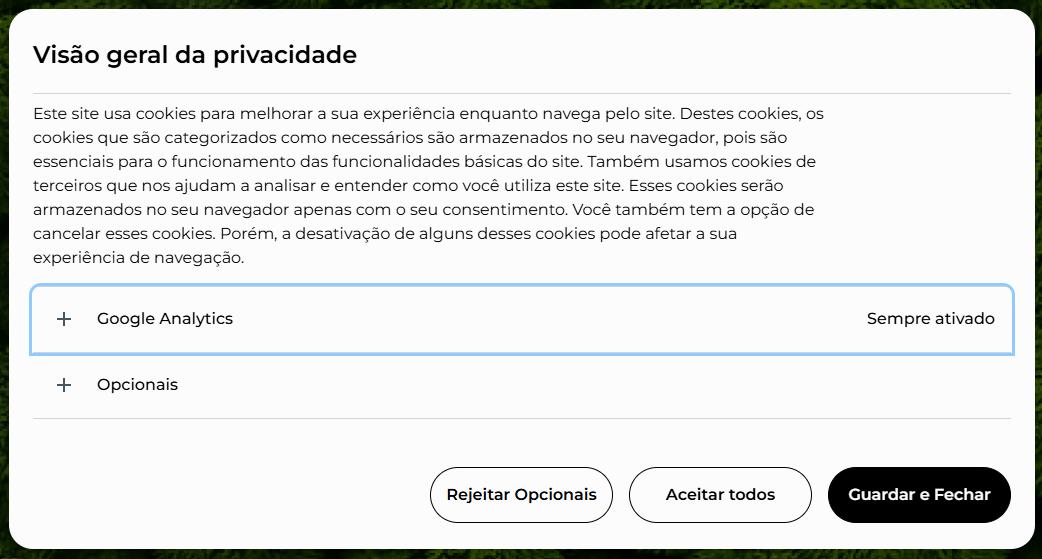 Visão geral da privacidade
Este site usa cookies para melhorar a sua experiência enquanto navega pelo site. Destes cookies, os
cookies que são categorizados como necessários são armazenados no seu navegador, pois são
essenciais para o funcionamento das funcionalidades básicas do site. Também usamos cookies de
terceiros que nos ajudam a analisar e entender como você utiliza este site. Esses cookies serão
armazenados no seu navegador apenas com o seu consentimento. Você também tem a opção de
cancelar esses cookies. Porém, a desativação de alguns desses cookies pode afetar a sua
experiência de navegação.
Google Analytics Sempre ativado
Opcionais
Rejeitar Opcionais Aceitar todos Guardar e Fechar